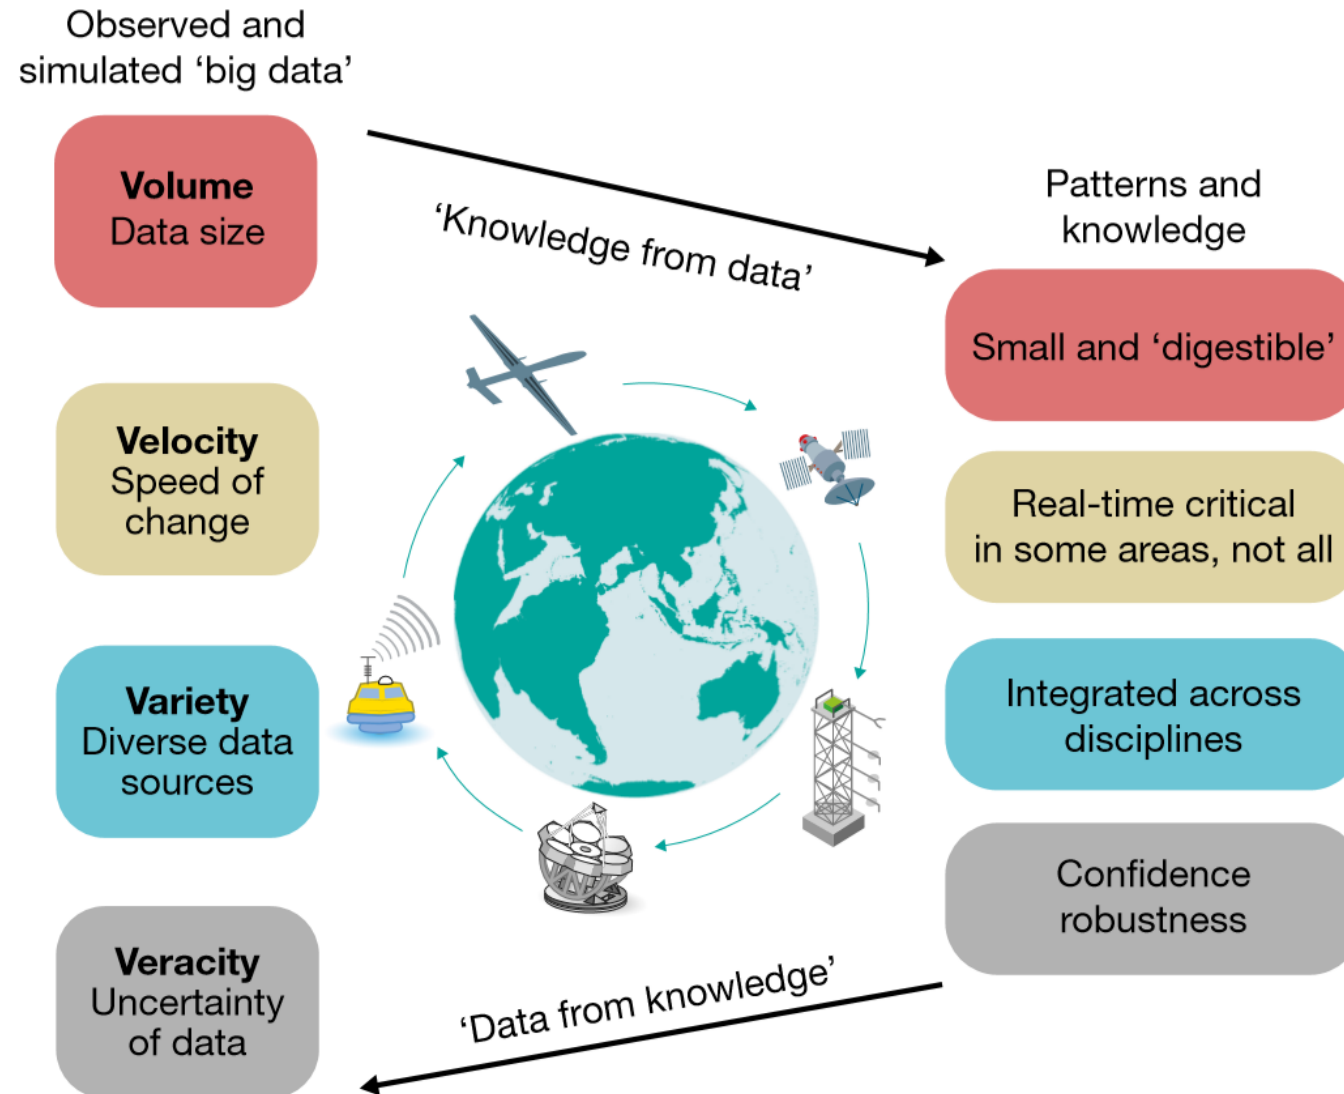 Observed and
simulated ‘big data’
Volume
Data size
Velocity
Speed of
change
Variety
Diverse data
sources
Veracity
Uncertainty
of data
‘Knowledge from data’
‘Data from knowledge’
Patterns and
knowledge
Small and ‘digestible’
Real-time critical
in some areas, not all
Integrated across
disciplines
Confidence
robustness